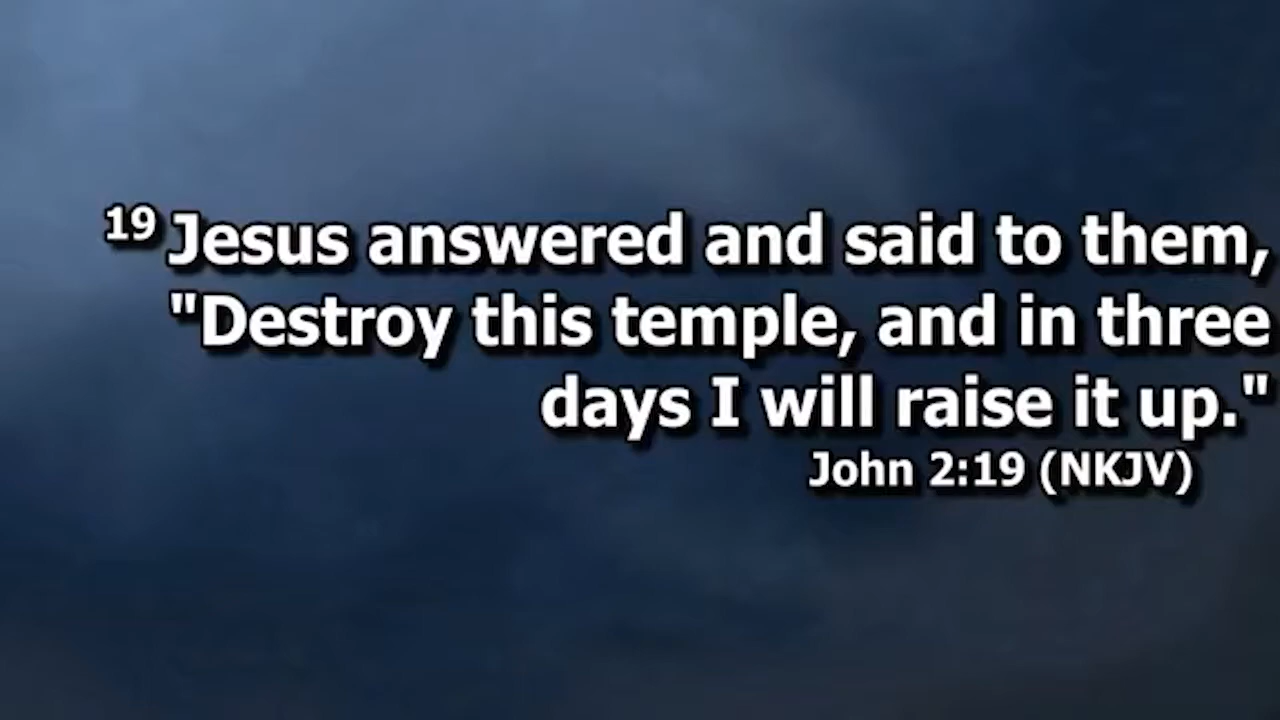 19 Jesus answered and said to them,
"Destroy this temple, and in three
days I will raise it up."
John 2:19 (NKJV)